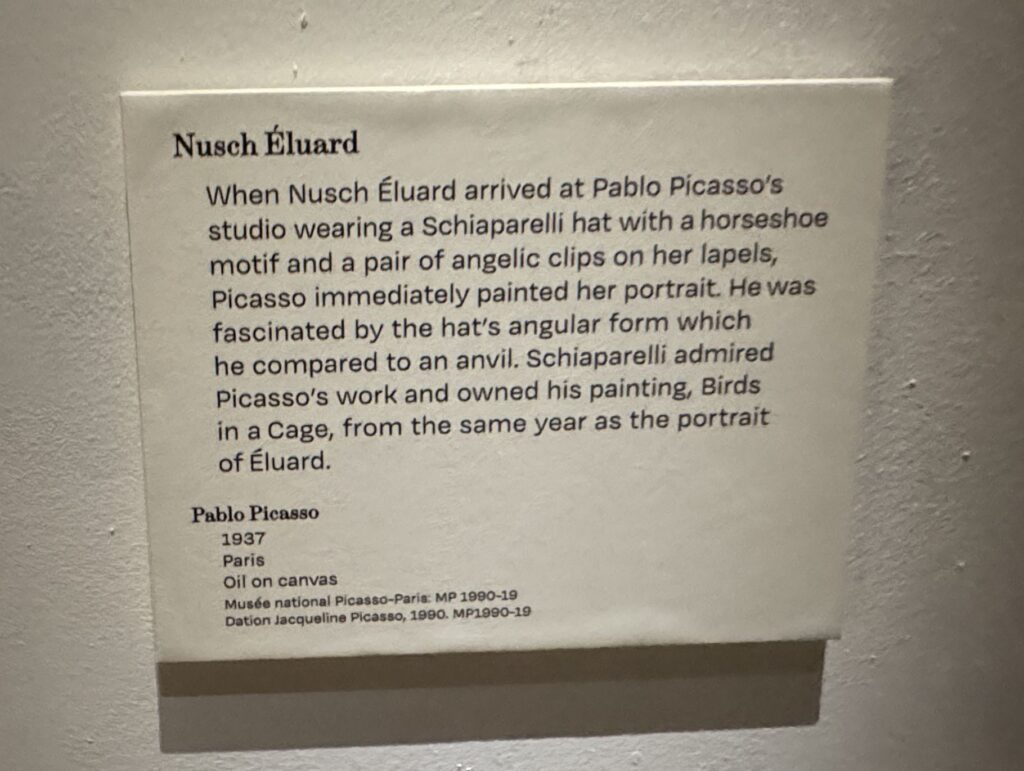 Nusch Éluard
When Nusch Éluard arrived at Pablo Picasso's
studio wearing a Schiaparelli hat with a horseshoe
motif and a pair of angelic clips on her lapels,
Picasso immediately painted her portrait. He was
fascinated by the hat's angular form which
he compared to an anvil. Schiaparelli admired
Picasso's work and owned his painting, Birds
in a Cage, from the same year as the portrait
of Éluard.
Pablo Picasso
1937
Paris
Oil on canvas
Musée national Picasso-Paris: MP 1990-19
Dation Jacqueline Picasso, 1990. MP1990-19